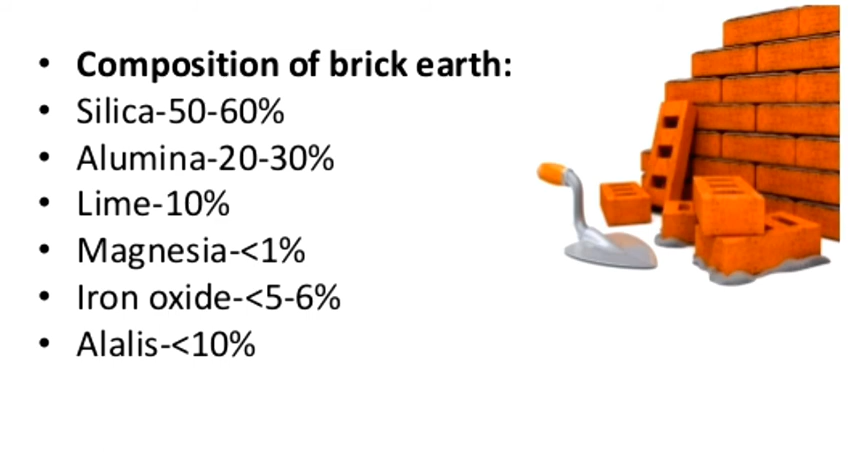 • Composition of brick earth:
• Silica-50-60%
• Alumina-20-30%
• Lime-10%
• Magnesia-<1%
• Iron oxide-<5-6%
• Alalis-<10%